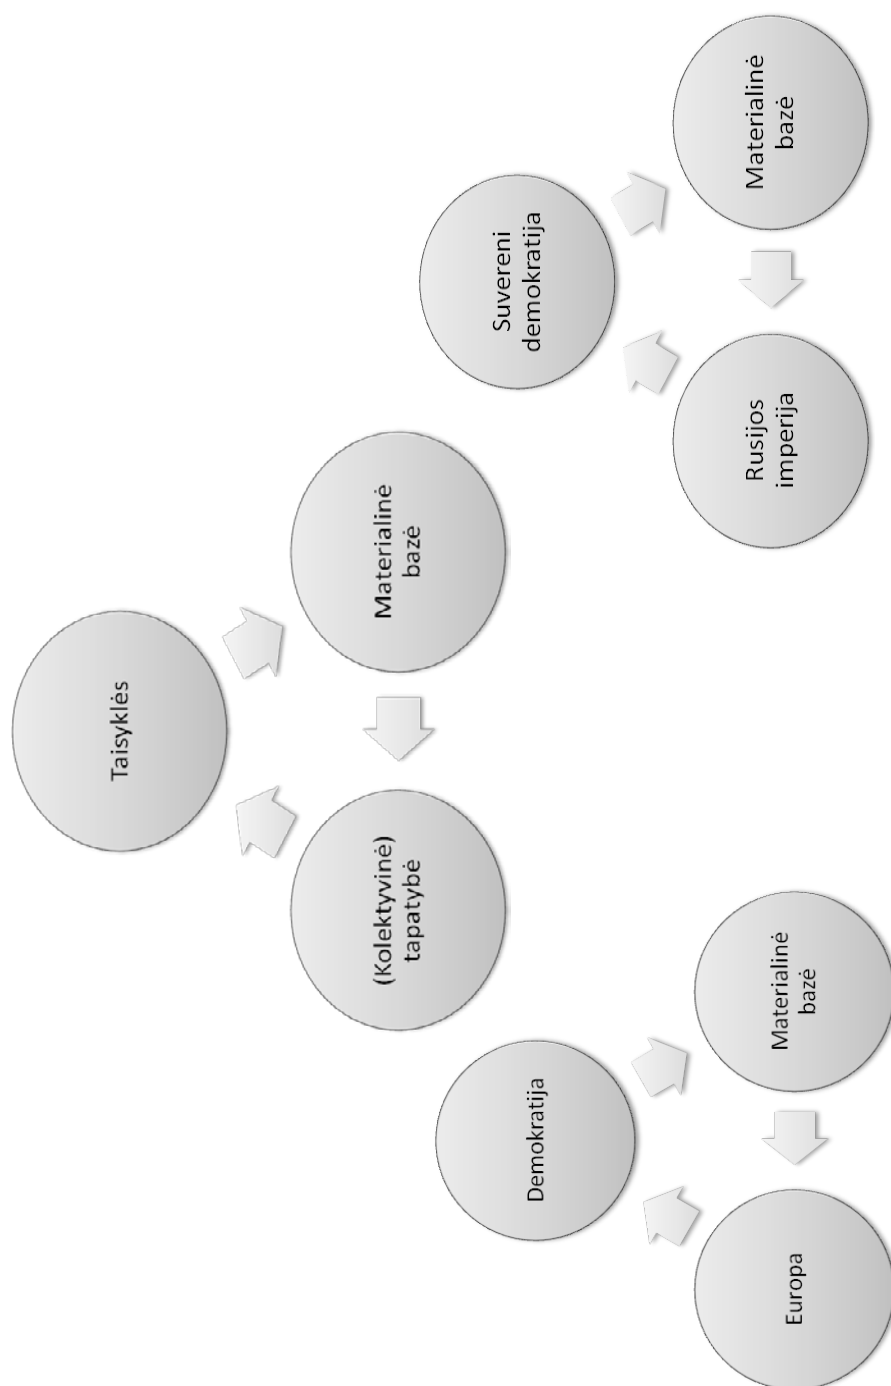 Taisyklės
(Kolektyvinė)
tapatybė
Materialinė
bazė
Demokratija
Europa
Materialinė
bazė
Suvereni
demokratija
Rusijos
imperija
Materialinė
bazė